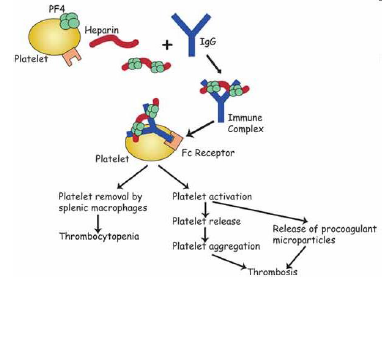 PF4
Heparin
Platelet
+
IgG
Immune
Complex
Platelet
Fc Receptor
Platelet removal by
splenic macrophages
Thrombocytopenia
Platelet activation
Platelet release
Platelet aggregation
Release of procoagulant
microparticles
Thrombosis